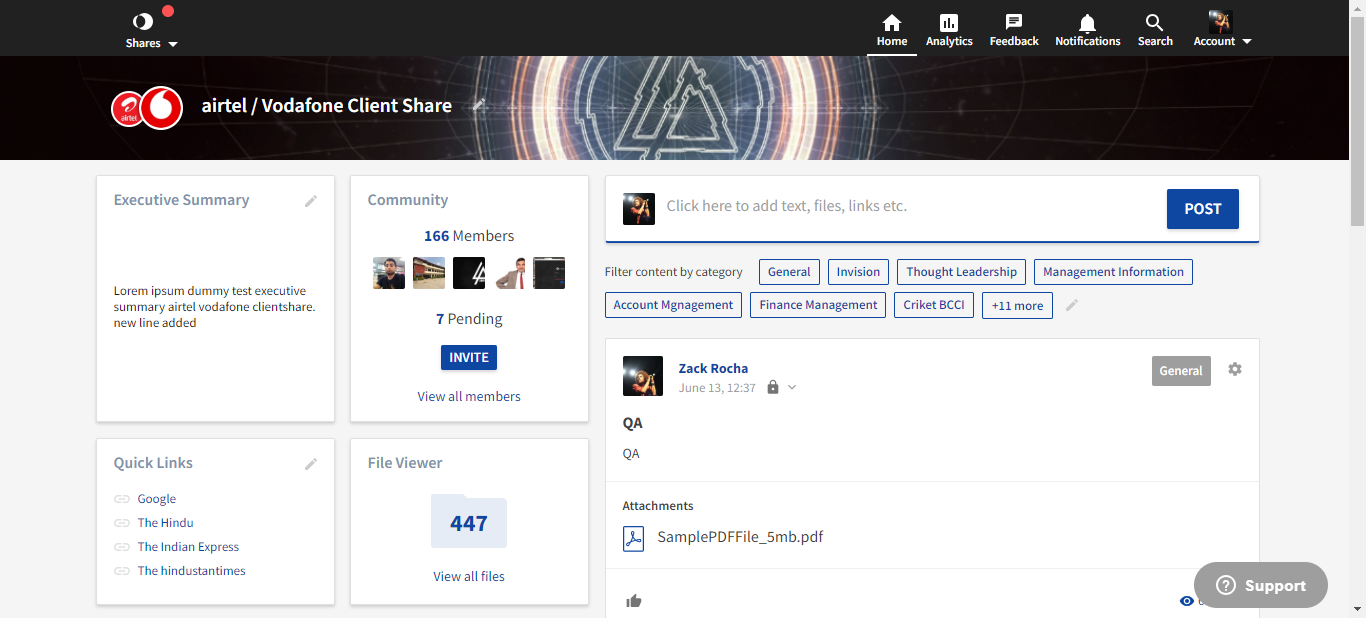 Shares
Home
Analytics
Feedback
Notifications
Search
Account
airtel
airtel / Vodafone Client Share
Executive Summary
Lorem ipsum dummy test executive
summary airtel vodafone clientshare.
new line added
Community
166 Members
7 Pending
INVITE
View all members
Click here to add text, files, links etc.
POST
Filter content by category
General
Invision
Thought Leadership
Management Information
Account Mgnagement
Finance Management
Criket BCCI
+11 more
Zack Rocha
June 13, 12:37
General
QA
QA
Attachments
SamplePDFFile_5mb.pdf
Quick Links
Google
The Hindu
The Indian Express
The hindustantimes
File Viewer
447
View all files
Support